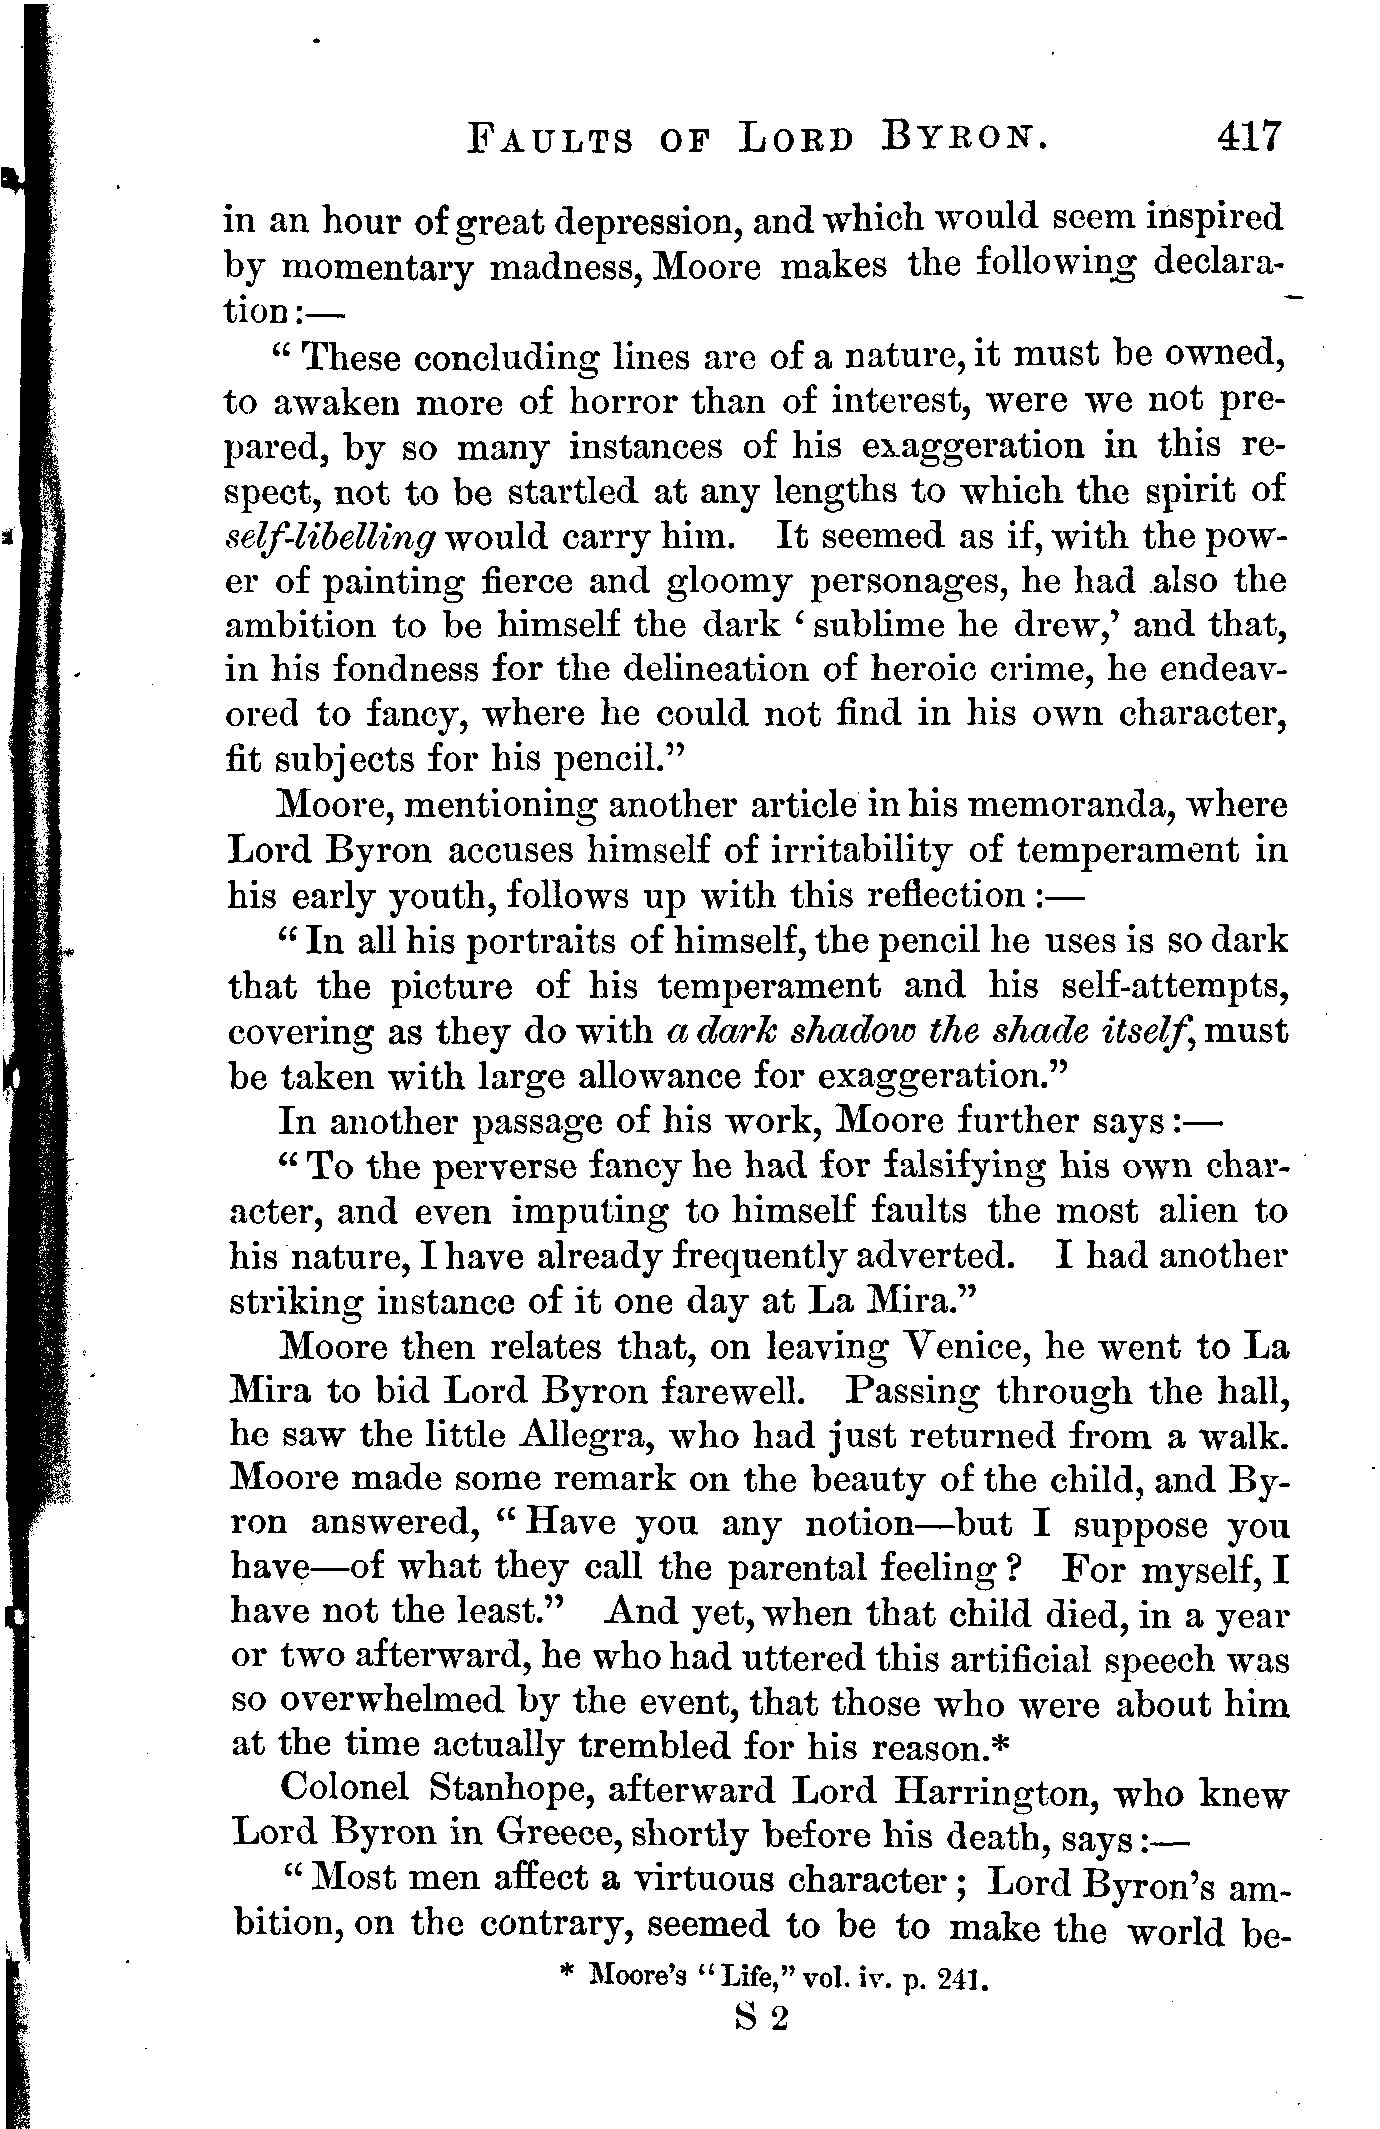 FAULTS OF LORD BYRON. 417
in an hour of great depression, and which would seem inspired
by momentary madness, Moore makes the following declara-
tion:—
“These concluding lines are of a nature, it must be owned,
to awaken more of horror than of interest, were we not pre-
pared, by so many instances of his exaggeration in this re-
spect, not to be startled at any lengths to which the spirit of
self-libelling would carry him. It seemed as if, with the pow-
er of painting fierce and gloomy personages, he had also the
ambition to be himself the dark ‘sublime he drew,’ and that,
in his fondness for the delineation of heroic crime, he endeav-
ored to fancy, where he could not find in his own character,
fit subjects for his pencil.”
Moore, mentioning another article in his memoranda, where
Lord Byron accuses himself of irritability of temperament in
his early youth, follows up with this reflection:—
“In all his portraits of himself, the pencil he uses is so dark
that the picture of his temperament and his self-attempts,
covering as they do with a dark shadow the shade itself, must
be taken with large allowance for exaggeration.”
In another passage of his work, Moore further says:—
“To the perverse fancy he had for falsifying his own char-
acter, and even imputing to himself faults the most alien to
his nature, I have already frequently adverted. I had another
striking instance of it one day at La Mira.”
Moore then relates that, on leaving Venice, he went to La
Mira to bid Lord Byron farewell. Passing through the hall,
he saw the little Allegra, who had just returned from a walk.
Moore made some remark on the beauty of the child, and By-
ron answered, “Have you any notion—but I suppose you
have—of what they call the parental feeling? For myself, I
have not the least.” And yet, when that child died, in a year
or two afterward, he who had uttered this artificial speech was
so overwhelmed by the event, that those who were about him
at the time actually trembled for his reason.*
Colonel Stanhope, afterward Lord Harrington, who knew
Lord Byron in Greece, shortly before his death, says:—
“Most men affect a virtuous character; Lord Byron’s am-
bition, on the contrary, seemed to be to make the world be-
* Moore’s “Life,” vol. iv. p. 241.
S 2